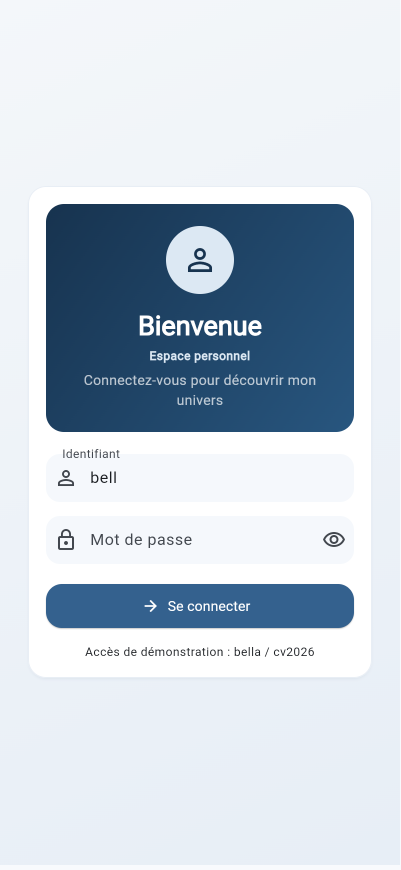 Bienvenue
Espace personnel
Connectez-vous pour découvrir mon
univers
Identifiant
bell
Mot de passe
Se connecter
Accès de démonstration : bella / cv2026